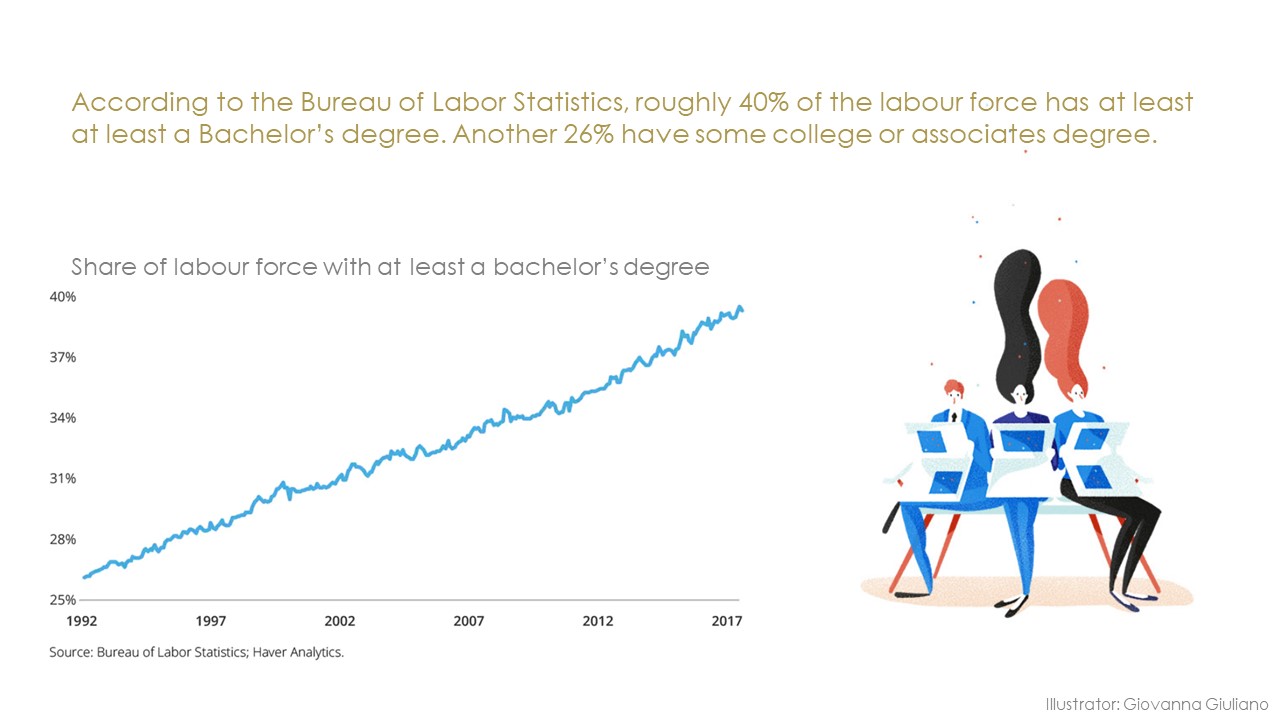 According to the Bureau of Labor Statistics, roughly 40% of the labour force has at least
at least a Bachelor’s degree. Another 26% have some college or associates degree.
Share of labour force with at least a bachelor’s degree
40%
37%
34%
31%
28%
25%
1992 1997 2002 2007 2012 2017
Source: Bureau of Labor Statistics; Haver Analytics.
Illustrator: Giovanna Giuliano